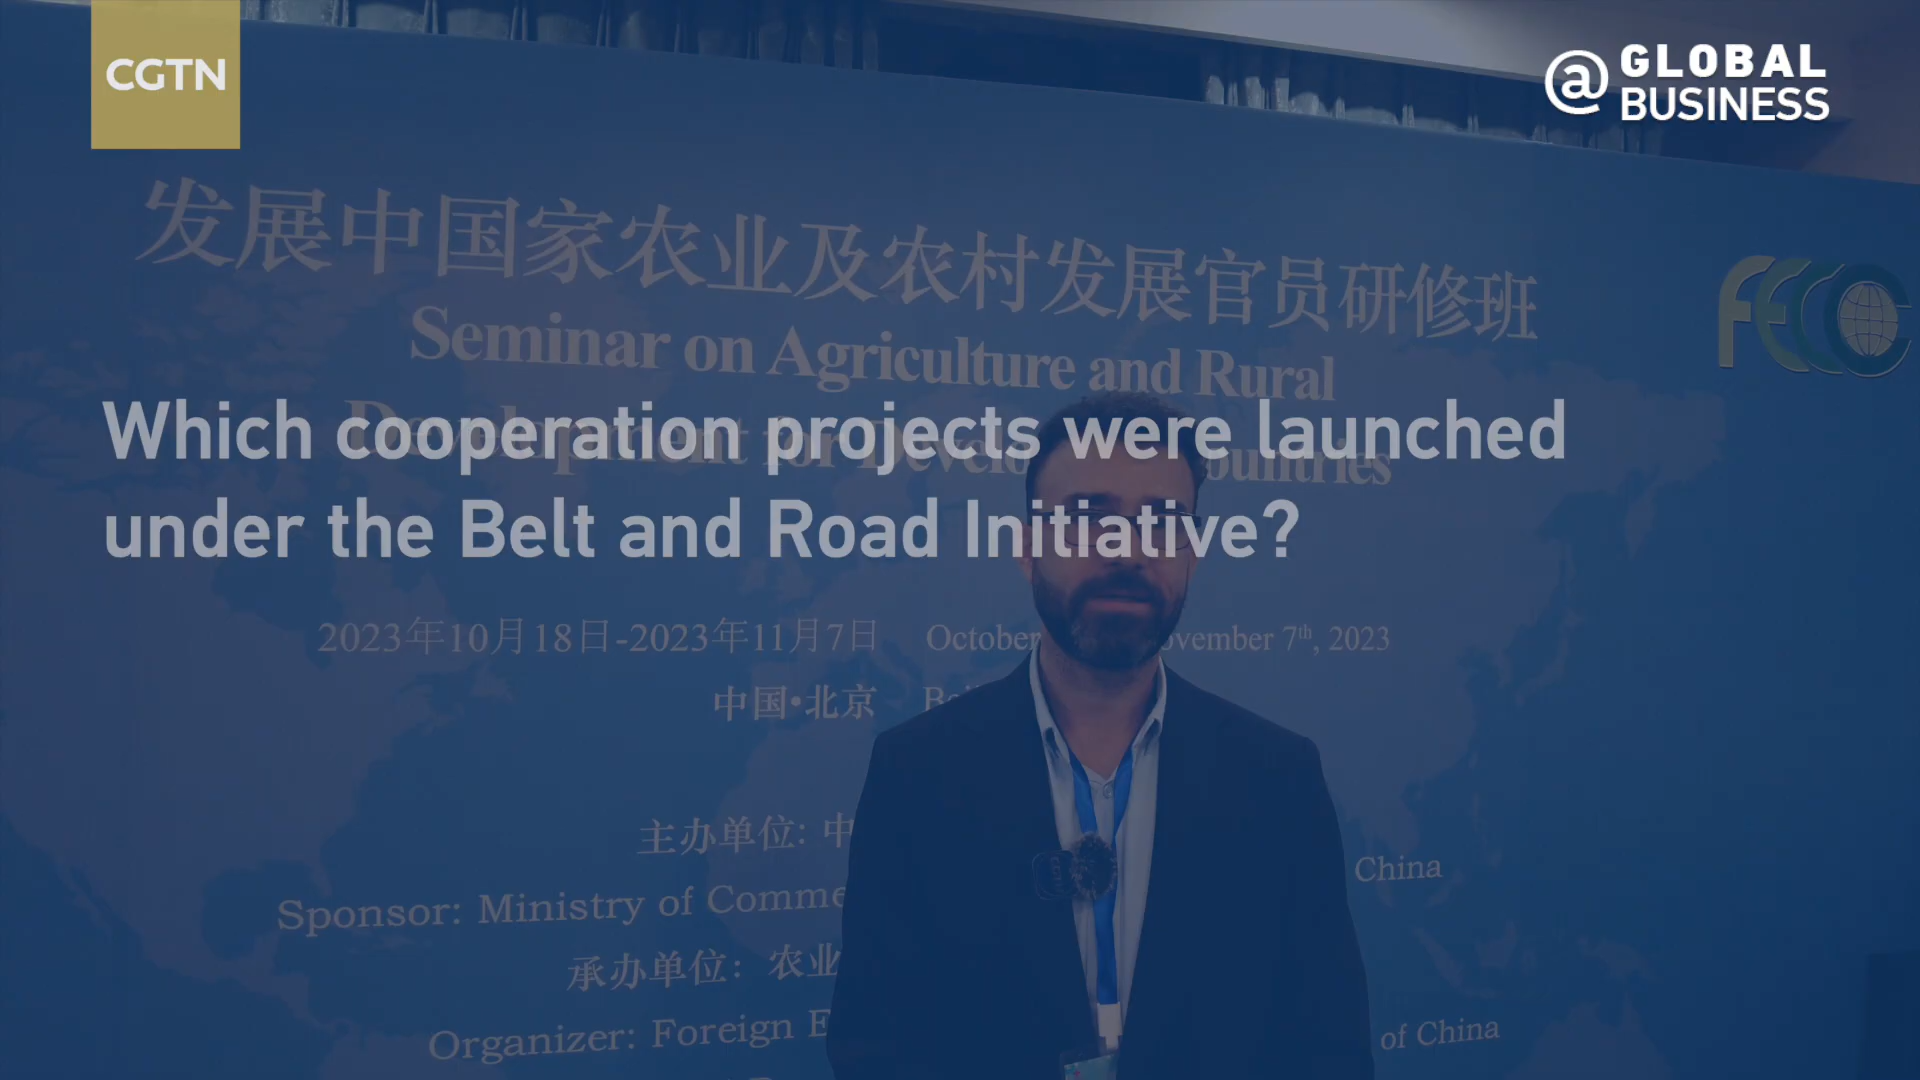 CGTN
@GLOBAL
BUSINESS
发展中国家农业及农村发展官员研修班
FECC
Seminar on Agriculture and Rural
Development for Countries
Which cooperation projects were launched
under the Belt and Road Initiative?
2023年10月18日-2023年11月7日 October 7th, 2023
中国•北京
主办单位: 中
China
Sponsor: Ministry of
承办单位: 农业
Organizer: Foreign
of China